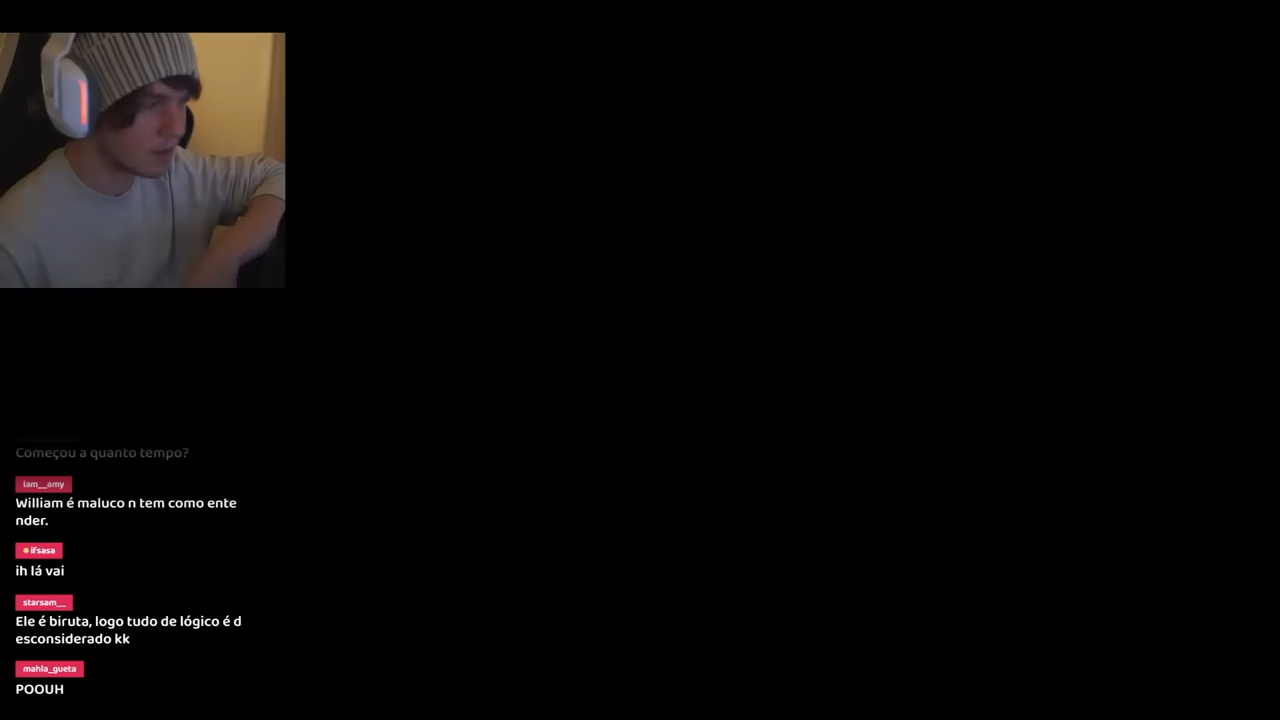 Começou a quanto tempo?
iam__amy
William é maluco n tem como ente
nder.
ifsasa
ih lá vai
starsam__
Ele é biruta, logo tudo de lógico é d
esconsiderado kk
mahla_gueta
POOUH